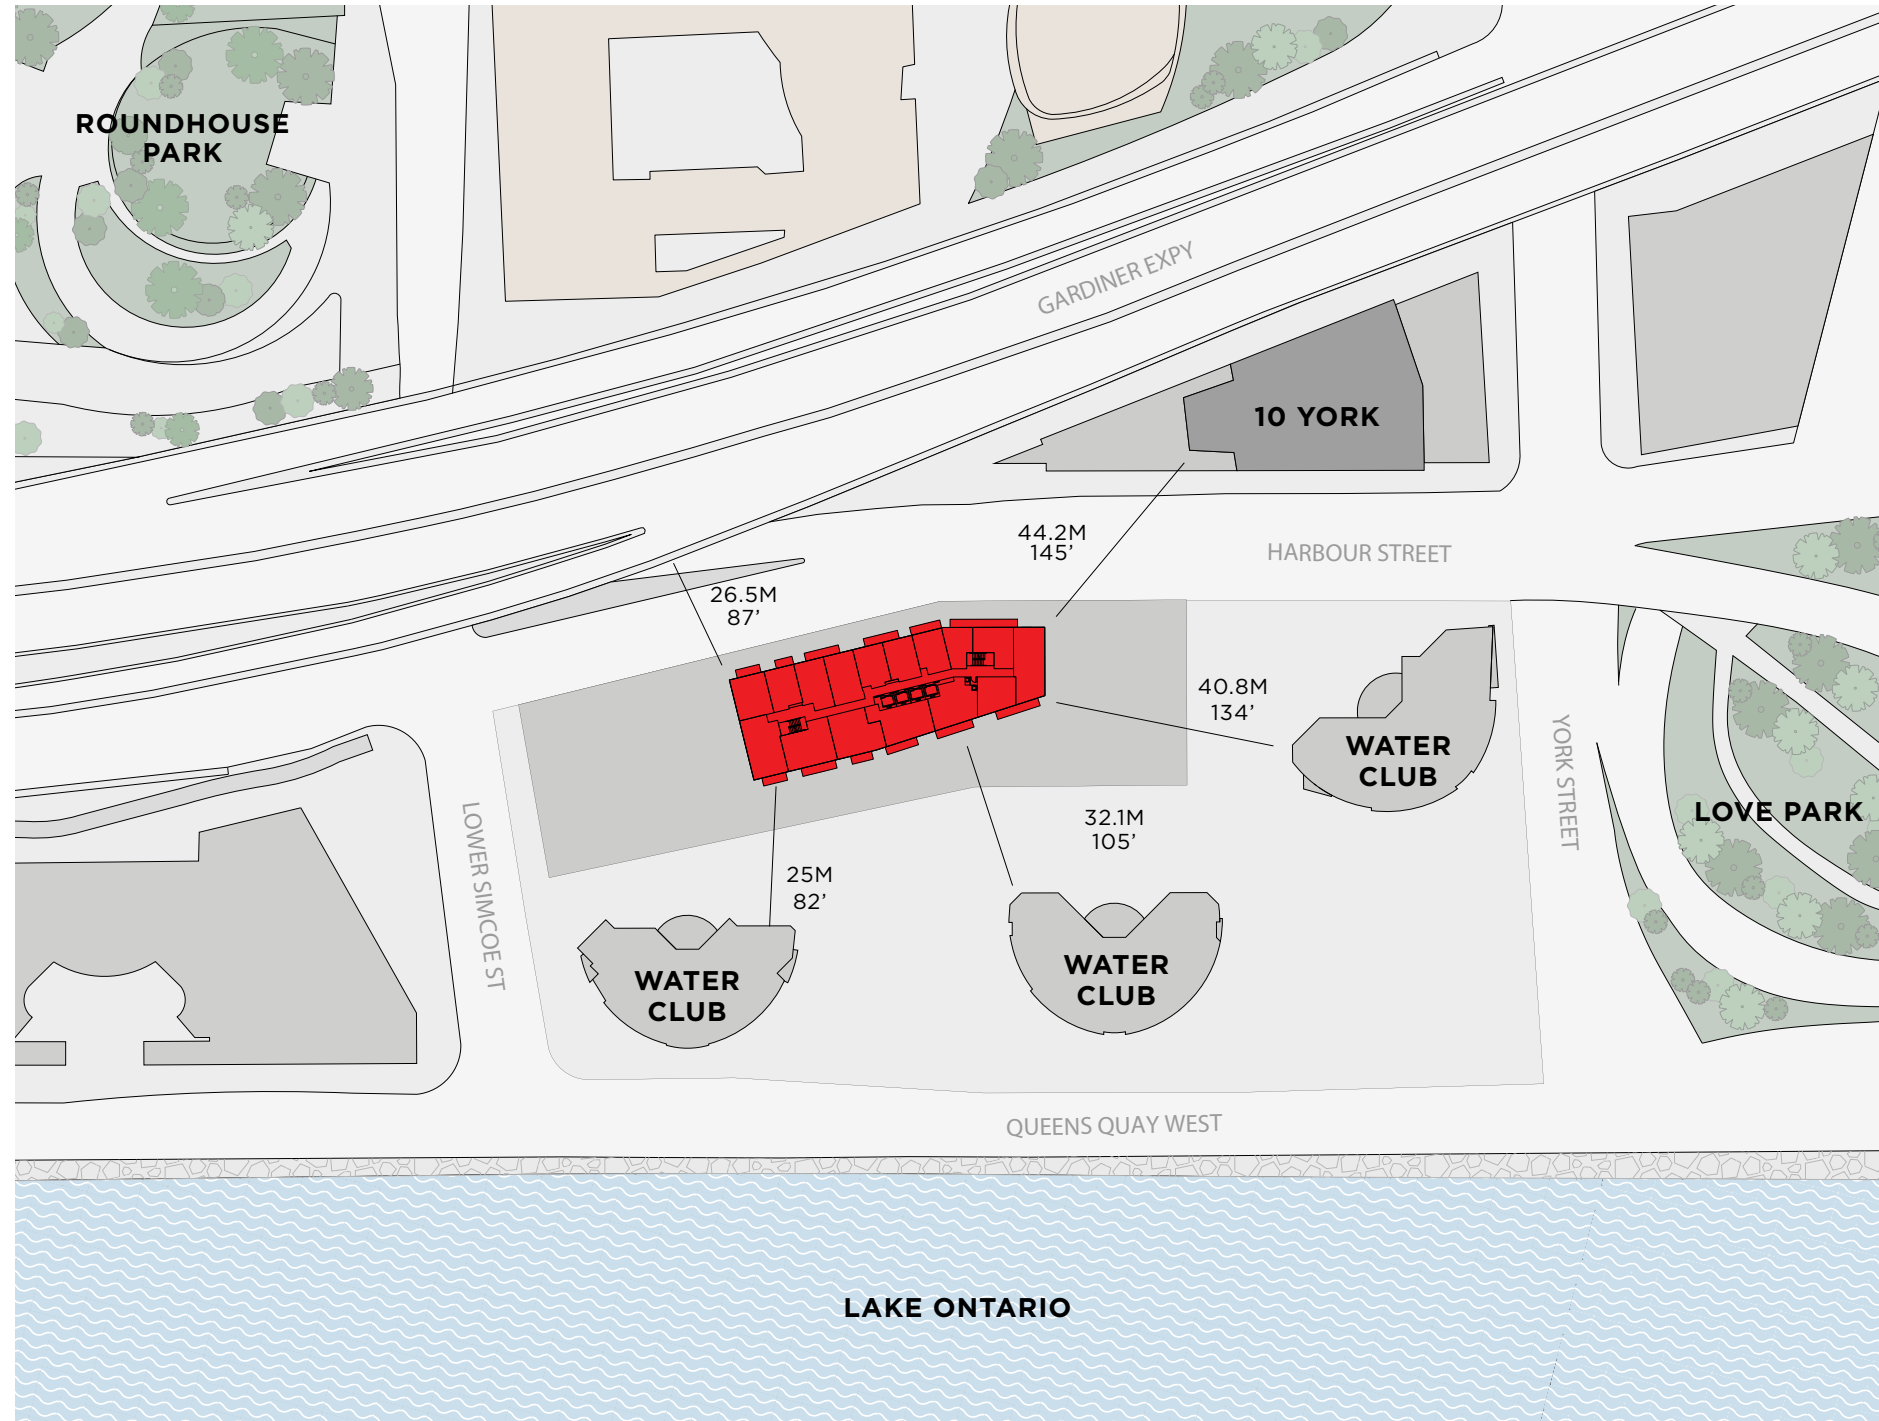 ROUNDHOUSE
PARK
GARDINER EXPY
10 YORK
44.2M
145’
HARBOUR STREET
26.5M
87’
40.8M
134’
WATER
CLUB
YORK STREET
LOVE PARK
LOWER SIMCOE ST
32.1M
105’
25M
82’
WATER
CLUB
WATER
CLUB
QUEENS QUAY WEST
LAKE ONTARIO